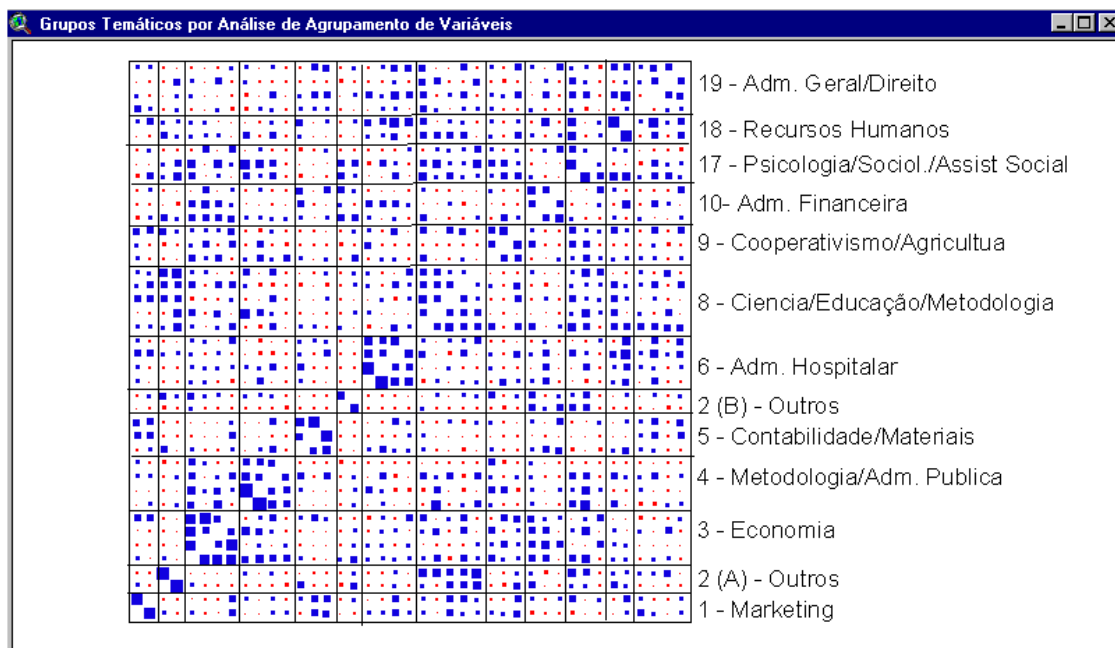 Grupos Temáticos por Análise de Agrupamento de Variáveis
19 - Adm. Geral/Direito
18 - Recursos Humanos
17 - Psicologia/Sociol./Assist Social
10- Adm. Financeira
9 - Cooperativismo/Agricultua
8 - Ciencia/Educação/Metodologia
6 - Adm. Hospitalar
2 (B) - Outros
5 - Contabilidade/Materiais
4 - Metodologia/Adm. Publica
3 - Economia
2 (A) - Outros
1 - Marketing